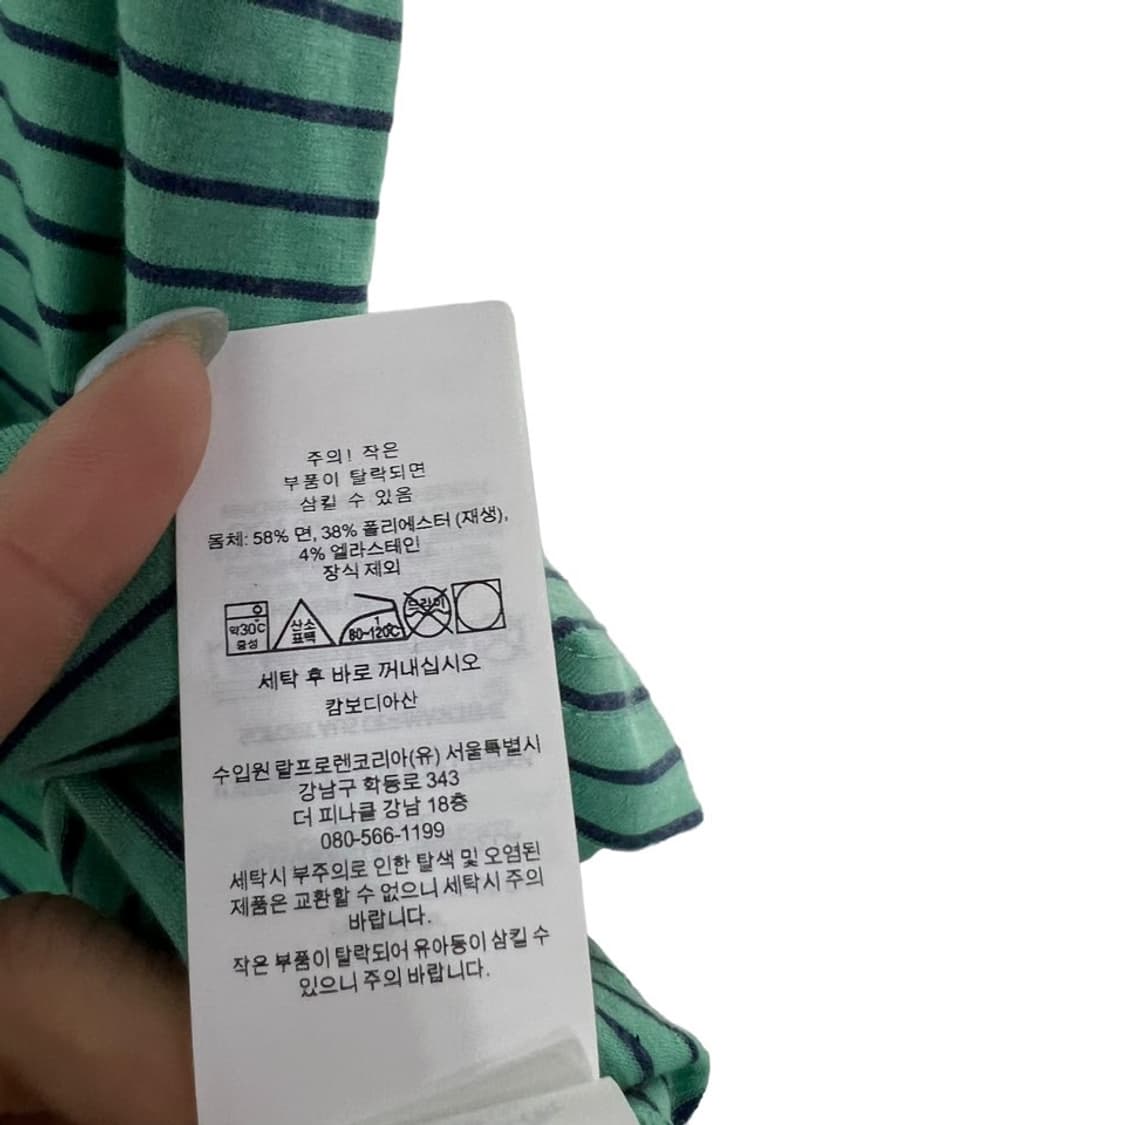 주의! 작은
부품이 탈락되면
삼킬 수 있음
몸체: 58% 면, 38% 폴리에스터 (재생),
4% 엘라스테인
장식 제외
약30℃
중성
산소
표백
1
80~120℃
드라이
세탁 후 바로 꺼내십시오
캄보디아산
수입원 랄프로렌코리아(유) 서울특별시
강남구 학동로 343
더 피나클 강남 18층
080-566-1199
세탁시 부주의로 인한 탈색 및 오염된
제품은 교환할 수 없으니 세탁시 주의
바랍니다.
작은 부품이 탈락되어 유아동이 삼킬 수
있으니 주의 바랍니다.